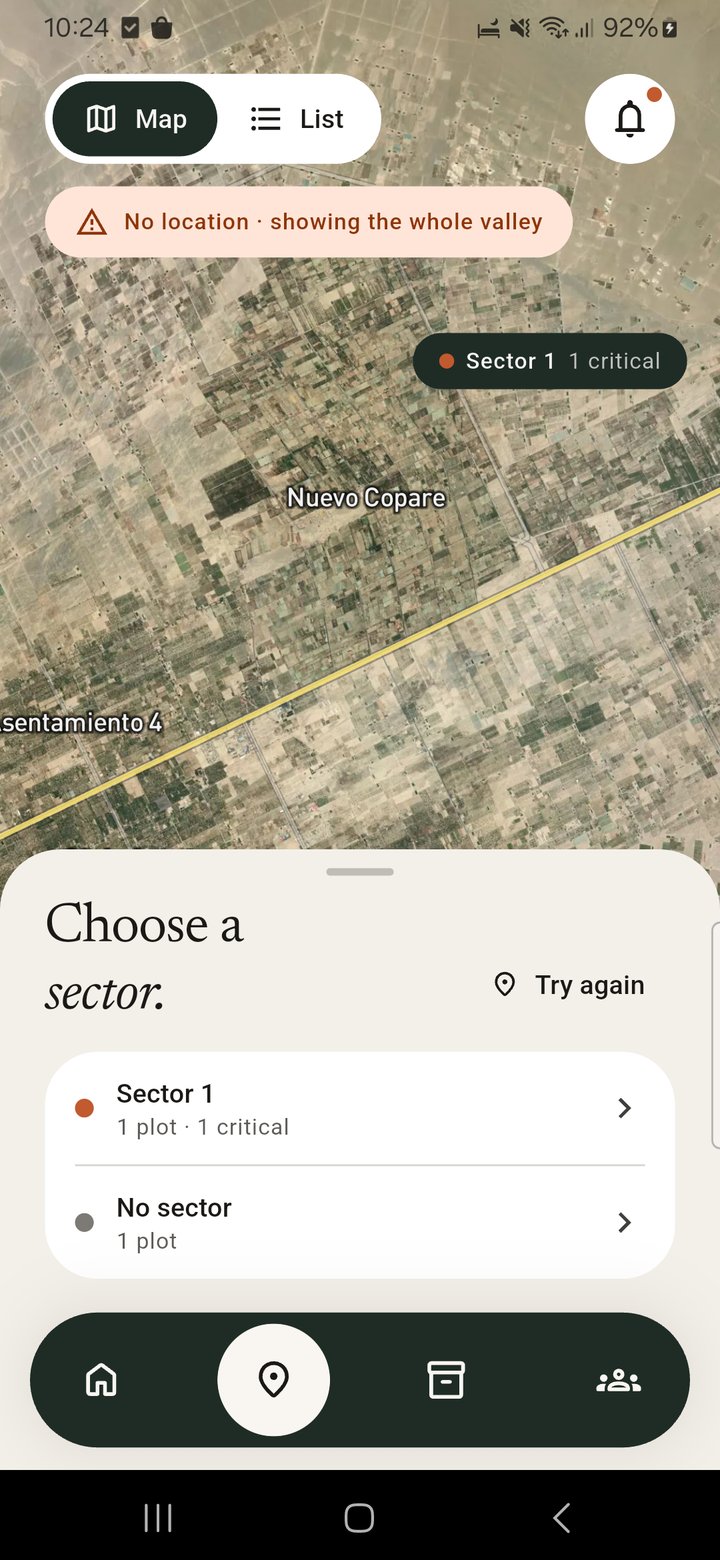 10:24
92%
Map
List
No location · showing the whole valley
Sector 1 1 critical
Nuevo Copare
sentamiento 4
Choose a
sector.
Try again
Sector 1
1 plot · 1 critical
No sector
1 plot